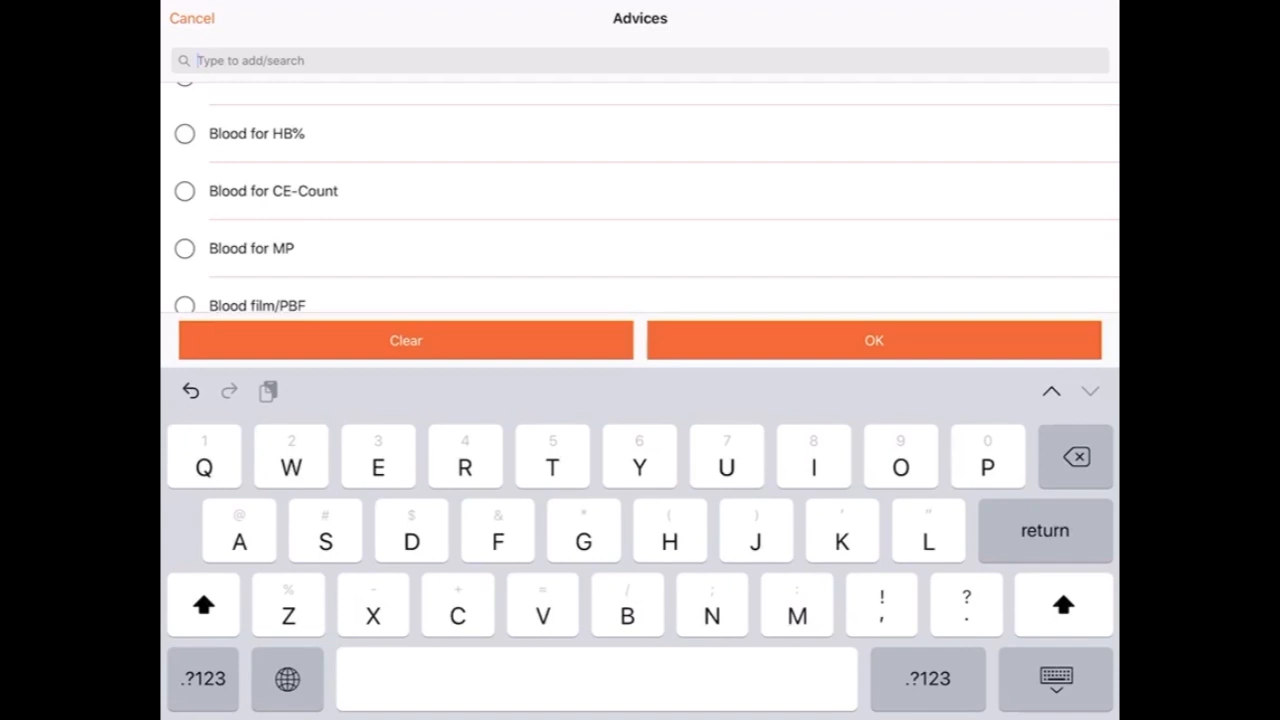 Cancel
Advices
Type to add/search
Blood for HB%
Blood for CE-Count
Blood for MP
Blood film/PBF
Clear
OK
1 2 3 4 5 6 7 8 9 0
Q W E R T Y U I O P
@ # $ & * ( ) ' "
A S D F G H J K L return
% - + = / ; : ! ?
Z X C V B N M , .
.?123 .?123